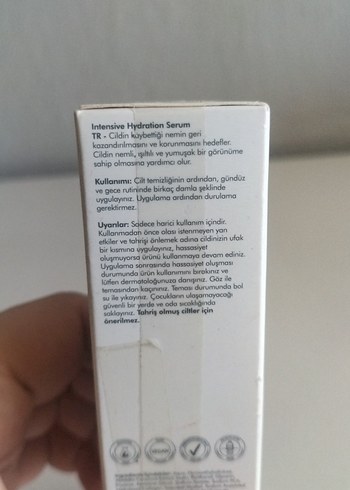 Intensive Hydration Serum
TR - Cildin kaybettiği nemin geri
kazandırılmasını ve korunmasını hedefler.
Cildin nemli, ışıltılı ve yumuşak bir görünüme
sahip olmasına yardımcı olur.
Kullanımı: Cilt temizliğinin ardından, gündüz
ve gece rutininde birkaç damla şeklinde
uygulayınız. Uygulama ardından durulama
gerektirmez.
Uyarılar: Sadece harici kullanım içindir.
Kullanmadan önce olası istenmeyen yan
etkiler ve tahrişi önlemek adına cildinizin ufak
bir kısmına uygulayınız, hassasiyet
oluşmuyorsa ürünü kullanmaya devam ediniz.
Uygulama sonrasında hassasiyet oluşması
durumunda ürün kullanımını bırakınız ve
lütfen dermatoloğunuza danışınız. Göz ile
temasından kaçınınız. Teması durumunda bol
su ile yıkayınız. Çocukların ulaşamayacağı
güvenli bir yerde ve oda sıcaklığında
saklayınız. Tahriş olmuş ciltler için
önerilmez.